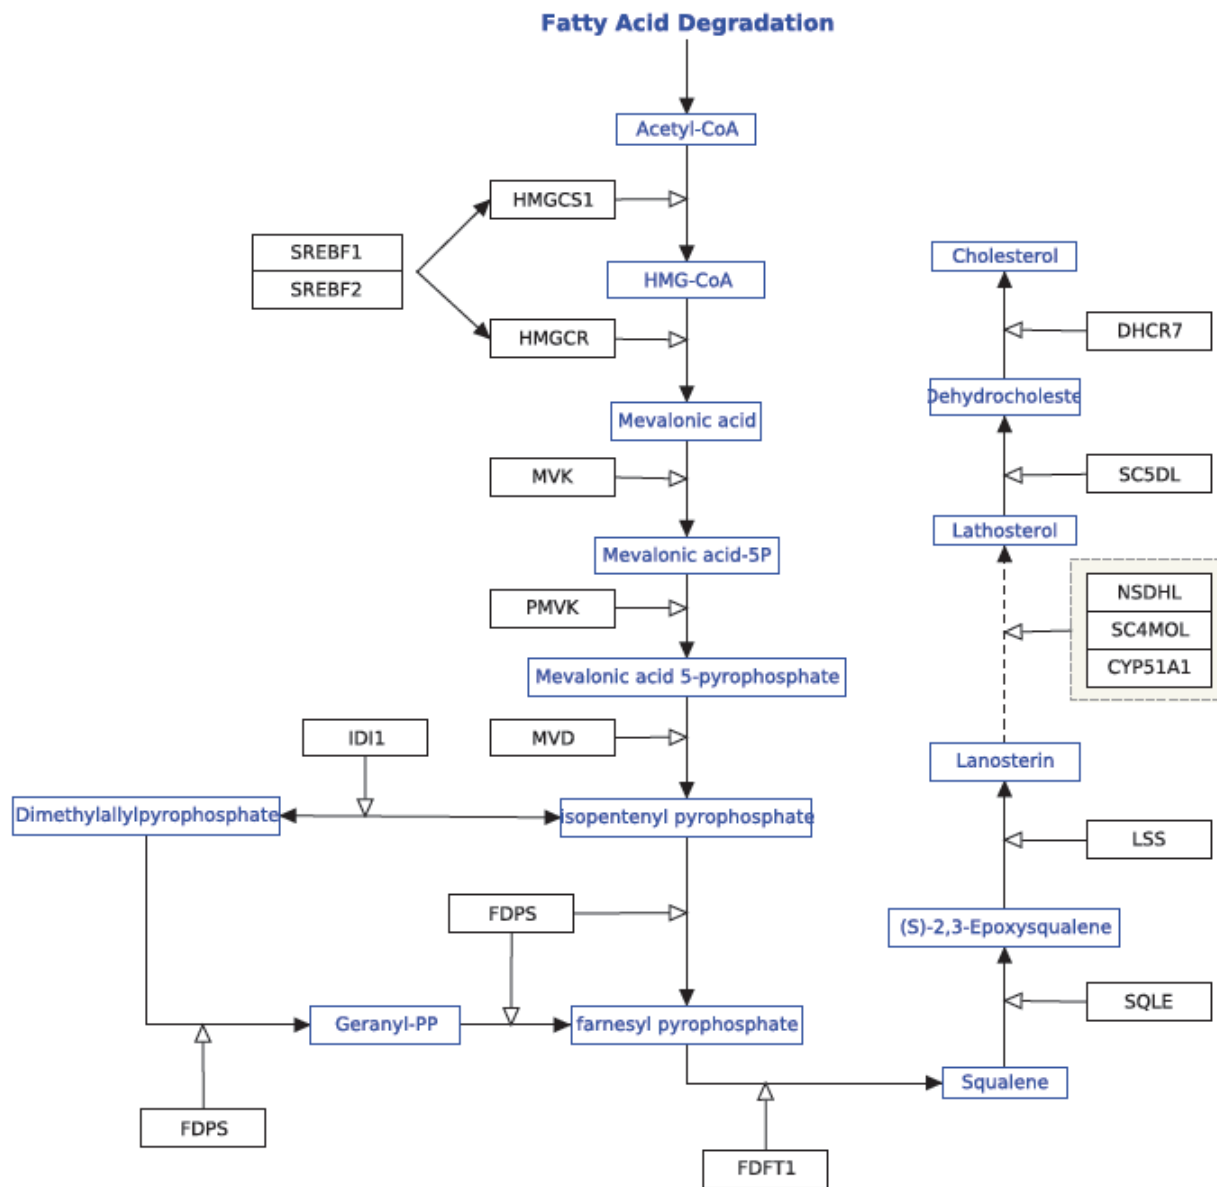 Fatty Acid Degradation
Acetyl-CoA
HMGCS1
SREBF1
SREBF2
HMG-CoA
HMGCR
Mevalonic acid
MVK
Mevalonic acid-5P
PMVK
Mevalonic acid 5-pyrophosphate
IDI1
MVD
Dimethylallylpyrophosphate
isopentenyl pyrophosphate
FDPS
Geranyl-PP
farnesyl pyrophosphate
FDPS
FDFT1
Cholesterol
DHCR7
Dehydrocholeste
SC5DL
Lathosterol
NSDHL
SC4MOL
CYP51A1
Lanosterin
LSS
(S)-2,3-Epoxysqualene
SQLE
Squalene